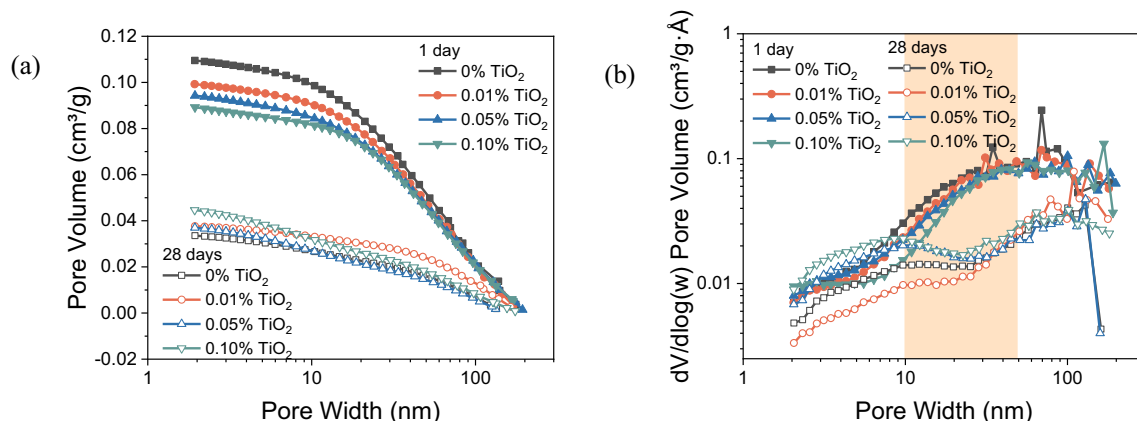 (a)
Pore Volume (cm³/g)
0.12
0.10
0.08
0.06
0.04
0.02
0.00
-0.02
1 day
0% TiO₂
0.01% TiO₂
0.05% TiO₂
0.10% TiO₂
28 days
0% TiO₂
0.01% TiO₂
0.05% TiO₂
0.10% TiO₂
1 10 100
Pore Width (nm)
(b)
dV/dlog(w) Pore Volume (cm³/g·Å)
1
0.1
0.01
1 day 28 days
0% TiO₂ 0% TiO₂
0.01% TiO₂ 0.01% TiO₂
0.05% TiO₂ 0.05% TiO₂
0.10% TiO₂ 0.10% TiO₂
1 10 100
Pore Width (nm)